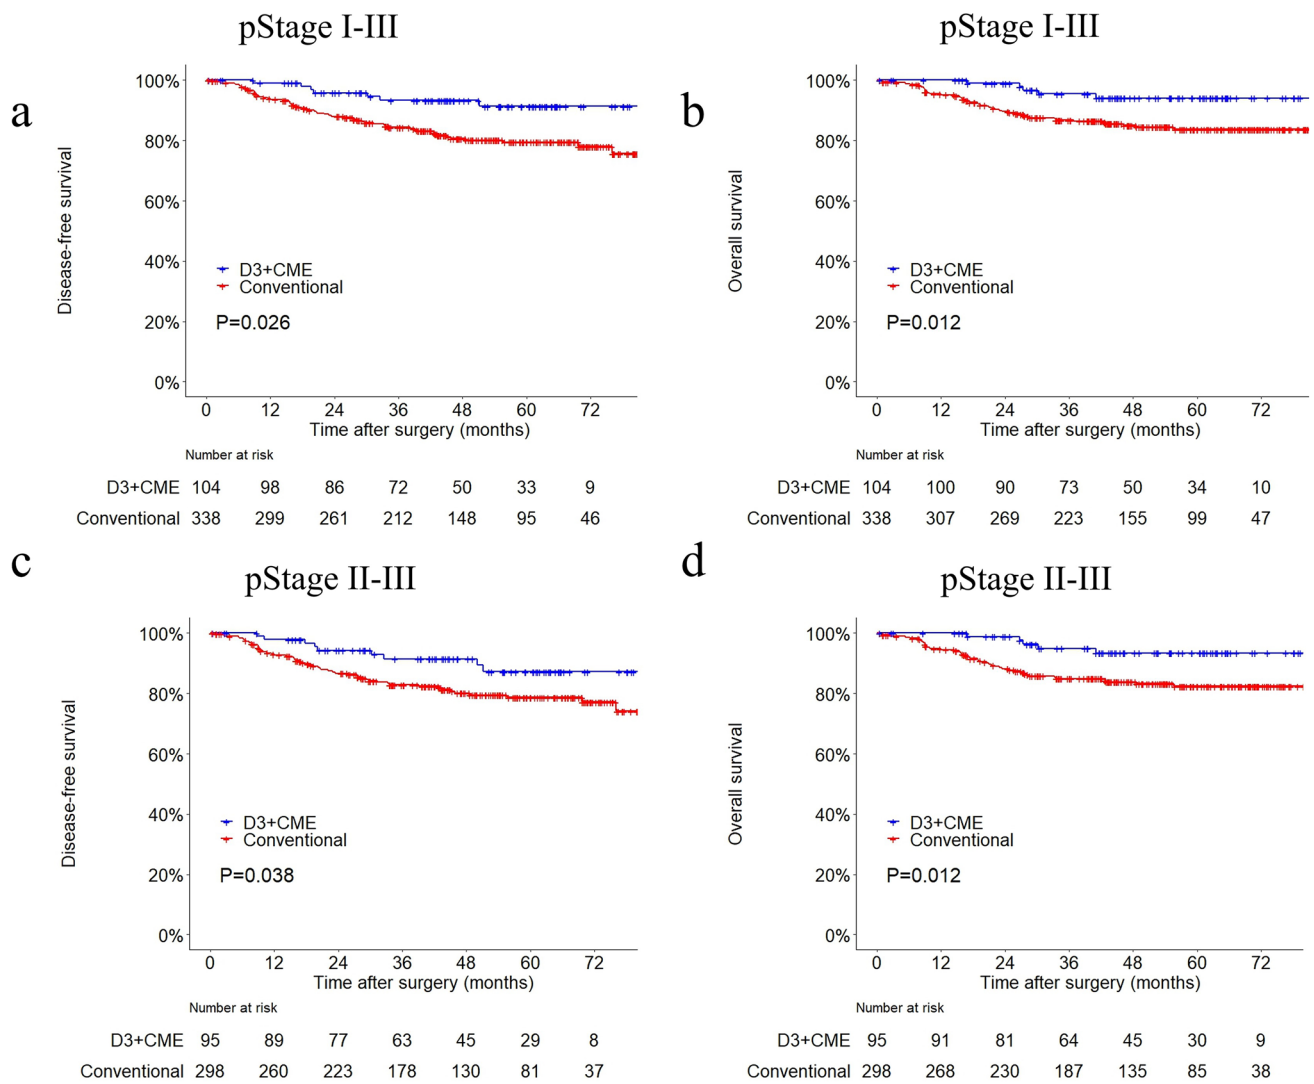 pStage I-III
a
100%
80%
60%
40%
20%
0%
Disease-free survival
D3+CME
Conventional
P=0.026
0 12 24 36 48 60 72
Time after surgery (months)
Number at risk
D3+CME 104 98 86 72 50 33 9
Conventional 338 299 261 212 148 95 46
pStage I-III
b
100%
80%
60%
40%
20%
0%
Overall survival
D3+CME
Conventional
P=0.012
0 12 24 36 48 60 72
Time after surgery (months)
Number at risk
D3+CME 104 100 90 73 50 34 10
Conventional 338 307 269 223 155 99 47
c
pStage II-III
100%
80%
60%
40%
20%
0%
Disease-free survival
D3+CME
Conventional
P=0.038
0 12 24 36 48 60 72
Time after surgery (months)
Number at risk
D3+CME 95 89 77 63 45 29 8
Conventional 298 260 223 178 130 81 37
d
pStage II-III
100%
80%
60%
40%
20%
0%
Overall survival
D3+CME
Conventional
P=0.012
0 12 24 36 48 60 72
Time after surgery (months)
Number at risk
D3+CME 95 91 81 64 45 30 9
Conventional 298 268 230 187 135 85 38